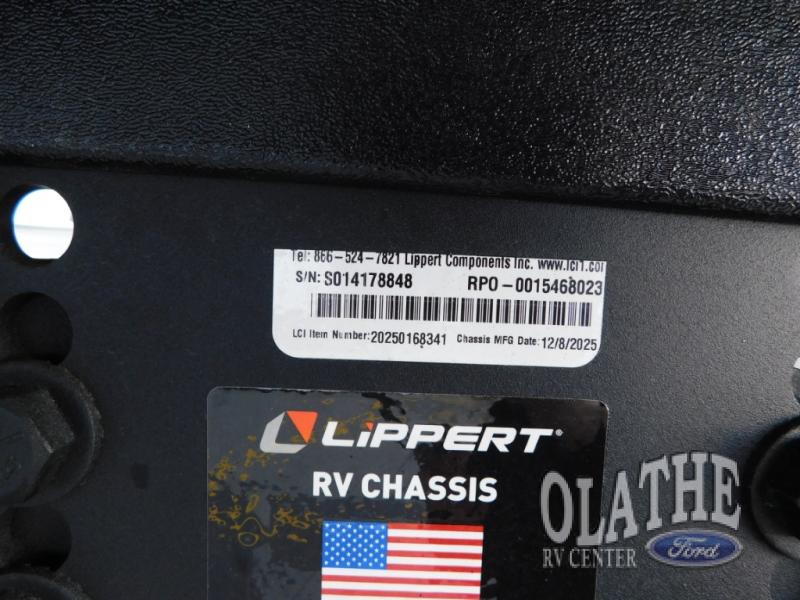 Tel: 866-524-7821 Lippert Components Inc. www.lci1.com
S/N: S014178848 RPO-0015468023
LCI Item Number: 20250168341 Chassis MFG Date: 12/8/2025
LiPPERT®
RV CHASSIS
OLATHE
RV CENTER Ford